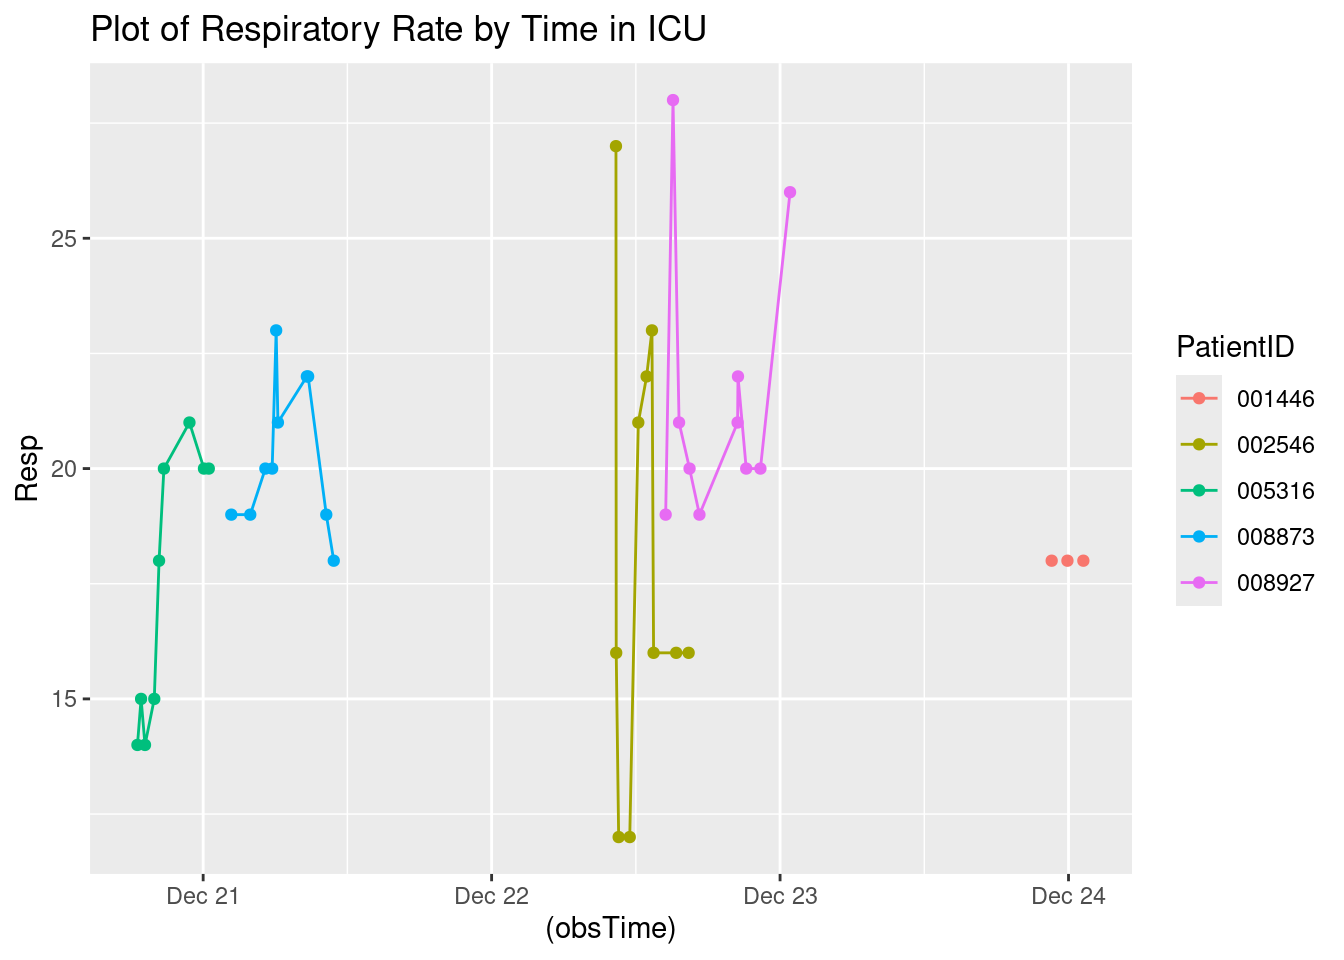 Plot of Respiratory Rate by Time in ICU
Resp
25
20
15
Dec 21
Dec 22
Dec 23
Dec 24
(obsTime)
PatientID
001446
002546
005316
008873
008927